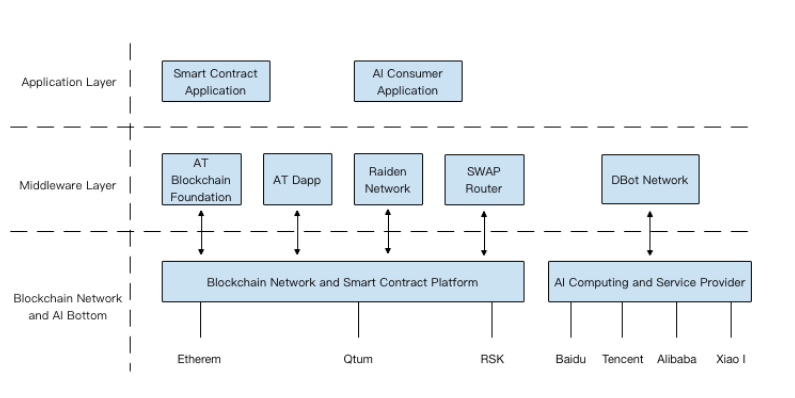 Application Layer
Smart Contract
Application
AI Consumer
Application
Middleware Layer
AT
Blockchain
Foundation
AT Dapp
Raiden
Network
SWAP
Router
DBot Network
Blockchain Network
and AI Bottom
Blockchain Network and Smart Contract Platform
AI Computing and Service Provider
Etherem
Qtum
RSK
Baidu
Tencent
Alibaba
Xiao I